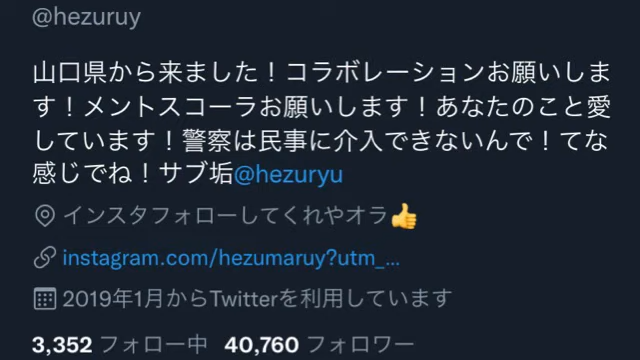 @hezuruy
山口県から来ました！コラボレーションお願いしま
す！メントスコーラお願いします！あなたのこと愛
しています！警察は民事に介入できないんで！てな
感じでね！サブ垢@hezuryu
インスタフォローしてくれやオラ👍
instagram.com/hezumaruy?utm_...
2019年1月からTwitterを利用しています
3,352 フォロー中 40,760 フォロワー